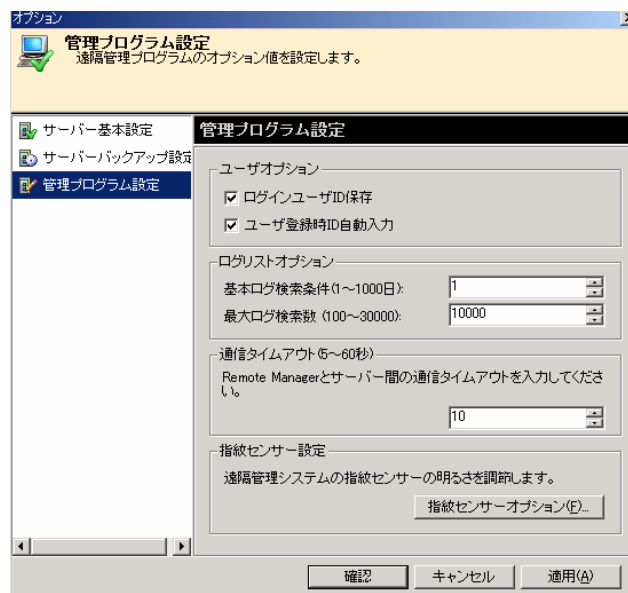 オプション
管理プログラム設定
遠隔管理プログラムのオプション値を設定します。
サーバー基本設定
サーバーバックアップ設定
管理プログラム設定
管理プログラム設定
ユーザオプション
ログインユーザID保存
ユーザ登録時ID自動入力
ログリストオプション
基本ログ検索条件(1～1000日):
1
最大ログ検索数 (100～30000):
10000
通信タイムアウト(5～60秒)
Remote Managerとサーバー間の通信タイムアウトを入力してくださ
い。
10
指紋センサー設定
遠隔管理システムの指紋センサーの明るさを調節します。
指紋センサーオプション(F)...
確認
キャンセル
適用(A)